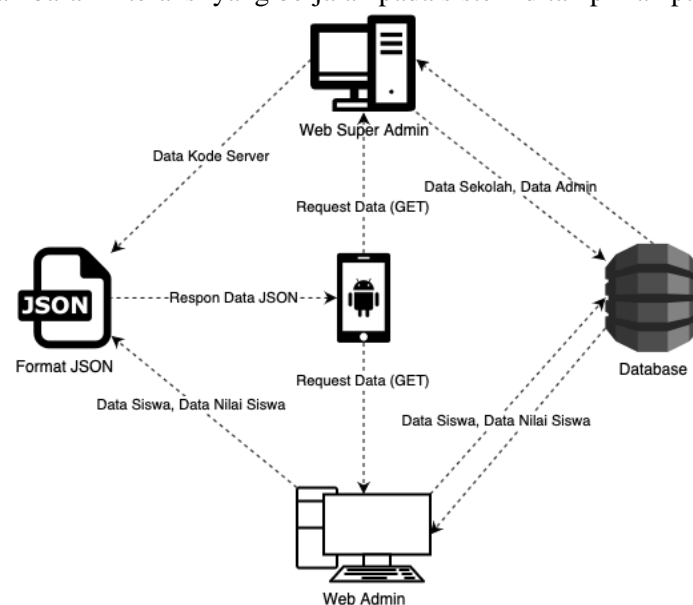 Web Super Admin
Data Kode Server
Data Sekolah, Data Admin
Request Data (GET)
JSON
Respon Data JSON
Format JSON
Database
Request Data (GET)
Data Siswa, Data Nilai Siswa
Data Siswa, Data Nilai Siswa
Web Admin